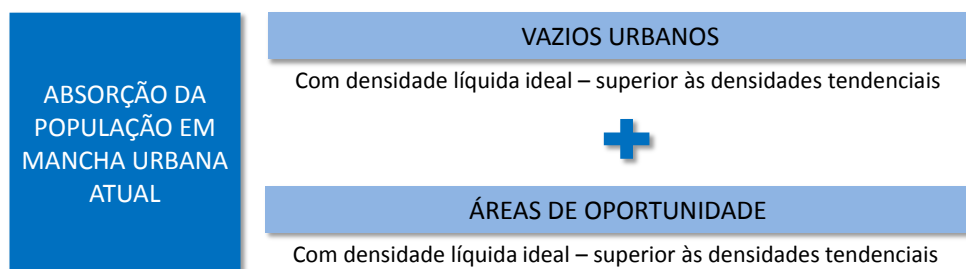 ABSORÇÃO DA
POPULAÇÃO EM
MANCHA URBANA
ATUAL
VAZIOS URBANOS
Com densidade líquida ideal – superior às densidades tendenciais
ÁREAS DE OPORTUNIDADE
Com densidade líquida ideal – superior às densidades tendenciais